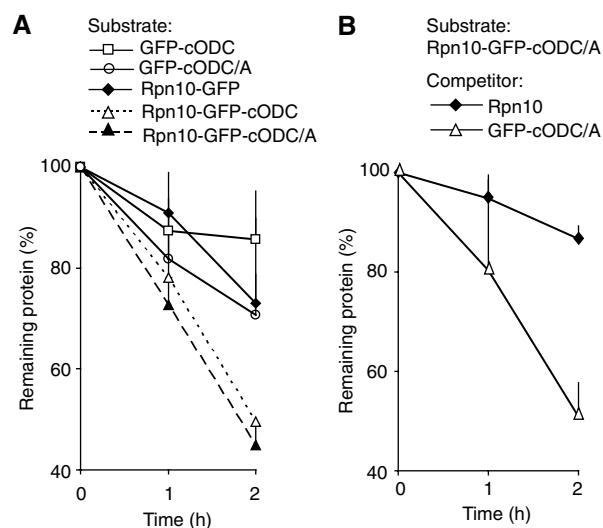 A
Substrate:
GFP-cODC
GFP-cODC/A
Rpn10-GFP
Rpn10-GFP-cODC
Rpn10-GFP-cODC/A
100
80
60
40
Remaining protein (%)
0
1
2
Time (h)
B
Substrate:
Rpn10-GFP-cODC/A
Competitor:
Rpn10
GFP-cODC/A
100
80
60
40
Remaining protein (%)
0
1
2
Time (h)